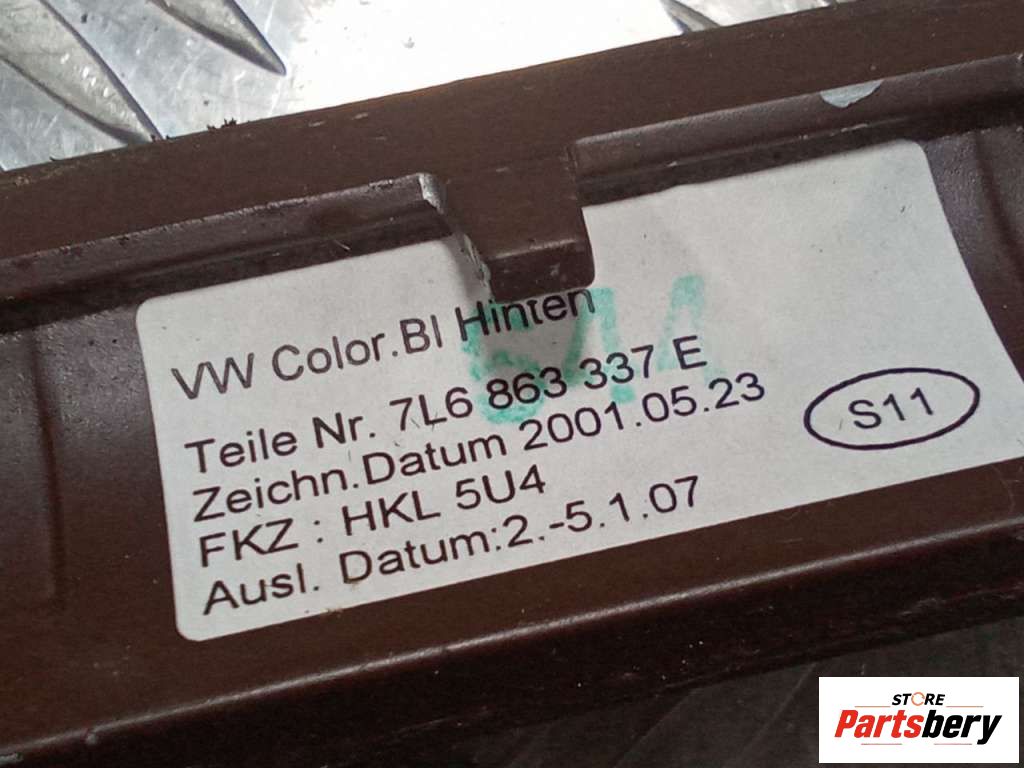 VW Color.Bl Hinten
Teile Nr. 7L6 863 337 E
Zeichn.Datum 2001.05.23
FKZ : HKL 5U4
Ausl. Datum:2.-5.1.07
S11
STORE
Partsbery